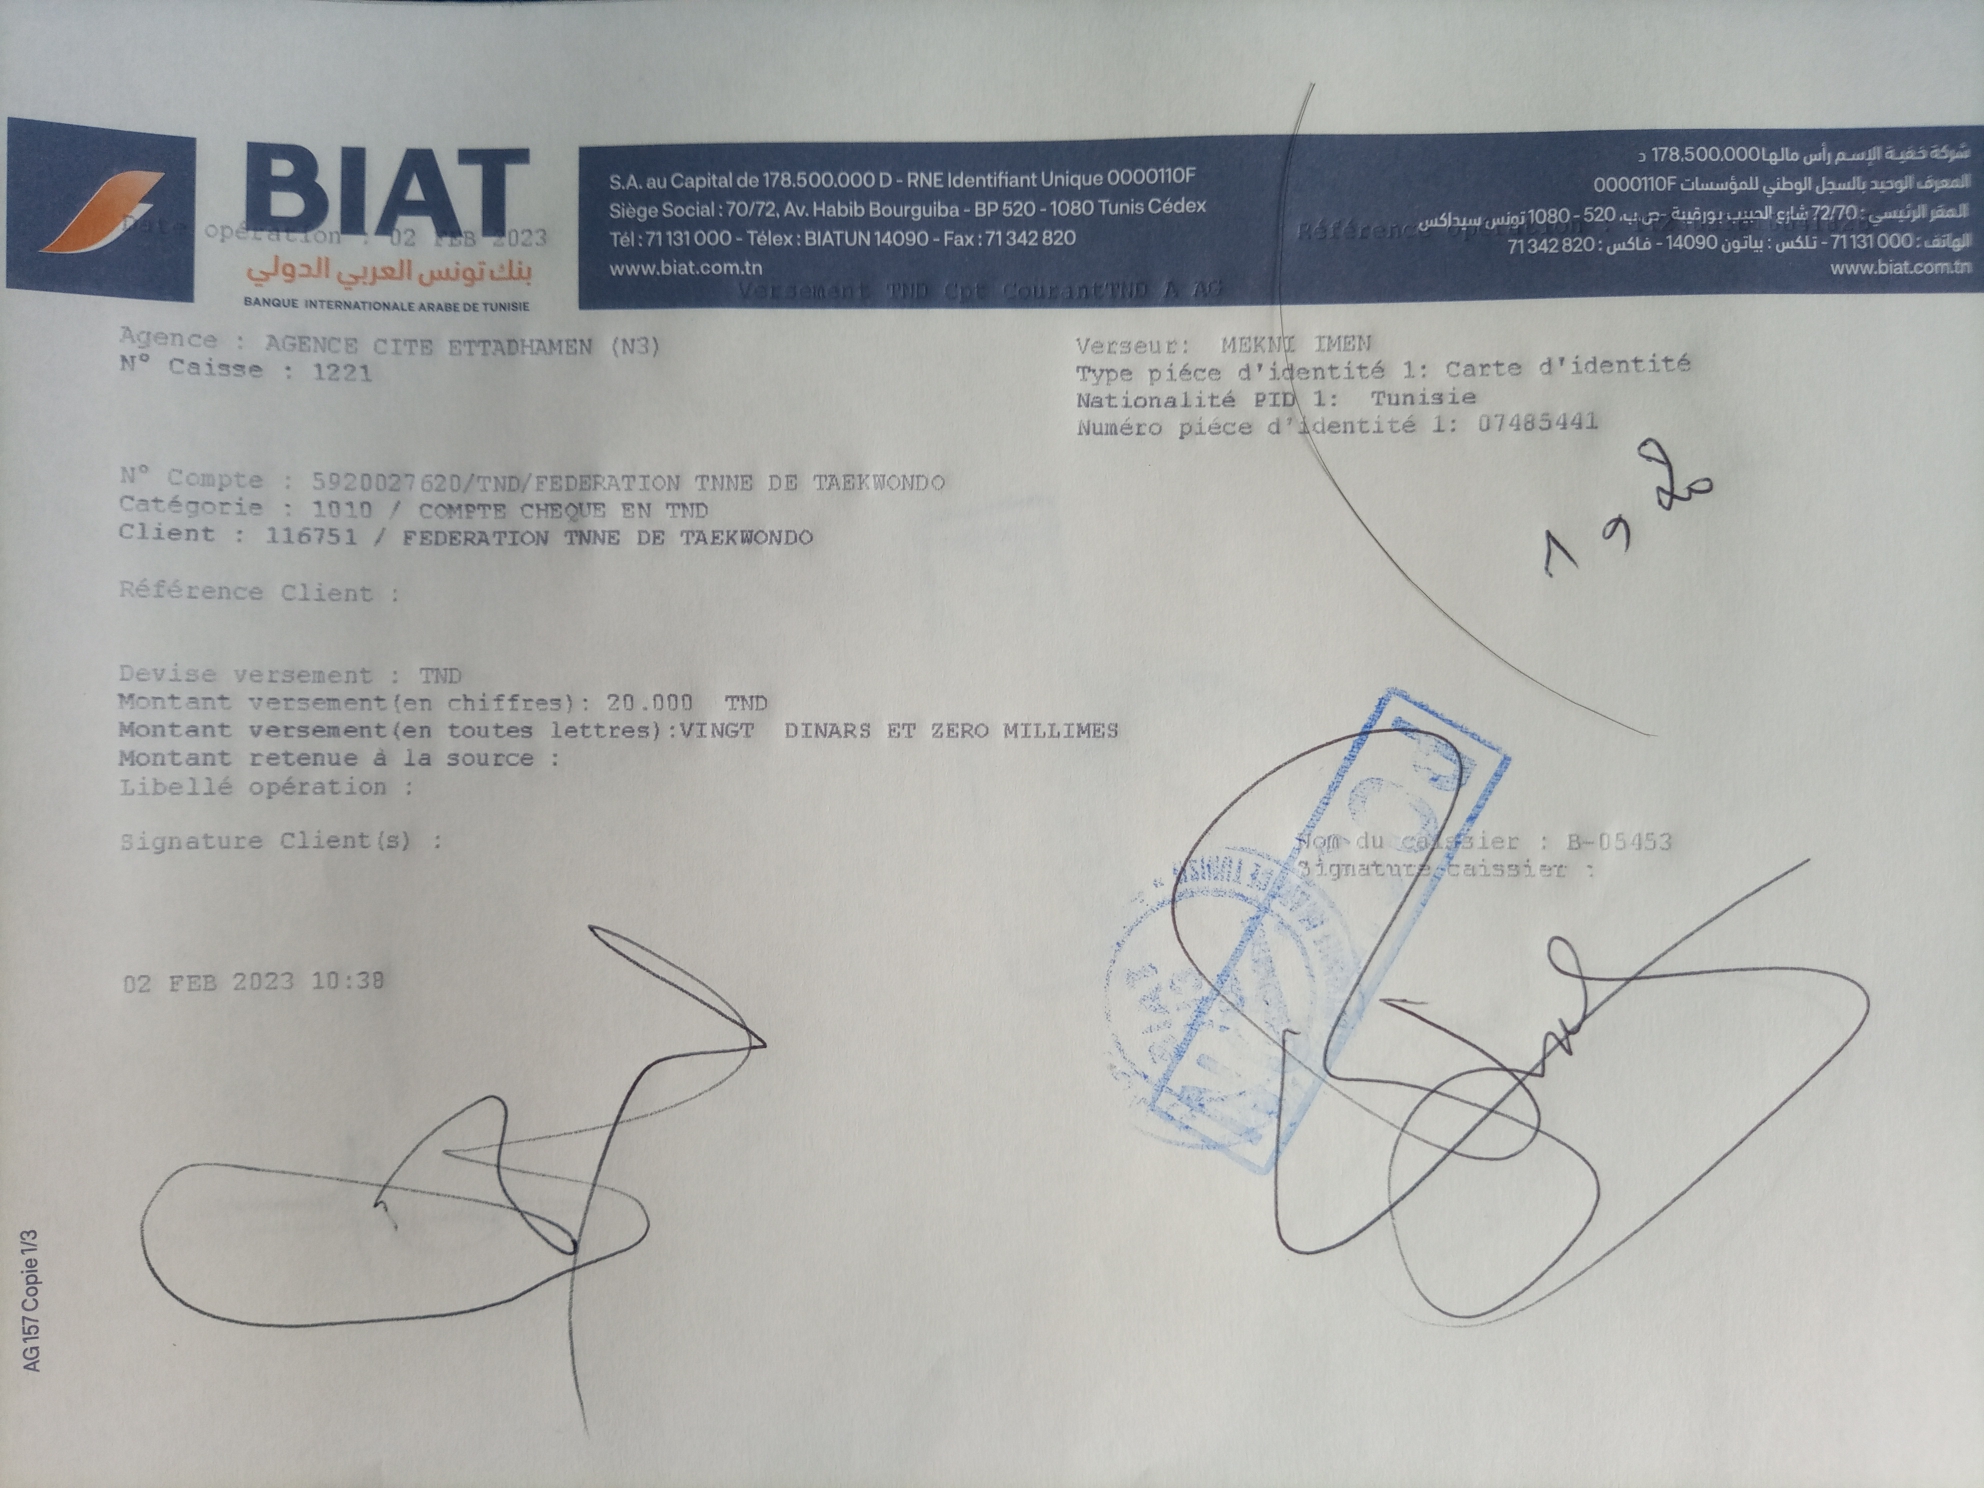 BIAT
بنك تونس العربي الدولي
BANQUE INTERNATIONALE ARABE DE TUNISIE
S.A. au Capital de 178.500.000 D - RNE Identifiant Unique 0000110F
Siège Social : 70/72, Av. Habib Bourguiba - BP 520 - 1080 Tunis Cédex
Tél : 71 131 000 - Télex : BIATUN 14090 - Fax : 71 342 820
www.biat.com.tn
شركة خفية الإسم رأس مالها 178.500.000 د
المعرف الوحيد بالسجل الوطني للمؤسسات 0000110F
المقر الرئيسي : 72/70 شارع الحبيب بورقيبة -ص.ب. 520 - 1080 تونس سيداكس
الهاتف : 71131 000 - تلكس : بياتون 14090 - فاكس : 820 342 71
www.biat.com.tn
Date opération : 02 FEB 2023
Référence opération :
Versement TND Cpt CourantTND A AG
Agence : AGENCE CITE ETTADHAMEN (N3)
N° Caisse : 1221
Verseur: MEKNI IMEN
Type piéce d'identité 1: Carte d'identité
Nationalité PID 1: Tunisie
Numéro piéce d'identité 1: 07485441
N° Compte : 5920027620/TND/FEDERATION TNNE DE TAEKWONDO
Catégorie : 1010 / COMPTE CHEQUE EN TND
Client : 116751 / FEDERATION TNNE DE TAEKWONDO
Référence Client :
Devise versement : TND
Montant versement(en chiffres): 20.000 TND
Montant versement(en toutes lettres):VINGT DINARS ET ZERO MILLIMES
Montant retenue à la source :
Libellé opération :
Signature Client(s) :
Nom du caissier : B-05453
Signature caissier :
02 FEB 2023 10:38
AG 157 Copie 1/3